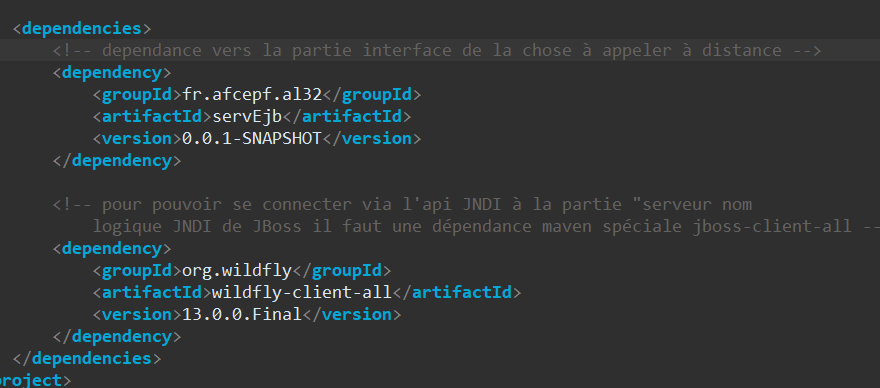 <dependencies>
<!-- dependance vers la partie interface de la chose à appeler à distance -->
<dependency>
<groupId>fr.afcepf.al32</groupId>
<artifactId>servEjb</artifactId>
<version>0.0.1-SNAPSHOT</version>
</dependency>
<!-- pour pouvoir se connecter via l'api JNDI à la partie "serveur nom
logique JNDI de JBoss il faut une dépendance maven spéciale jboss-client-all --
<dependency>
<groupId>org.wildfly</groupId>
<artifactId>wildfly-client-all</artifactId>
<version>13.0.0.Final</version>
</dependency>
</dependencies>
project>